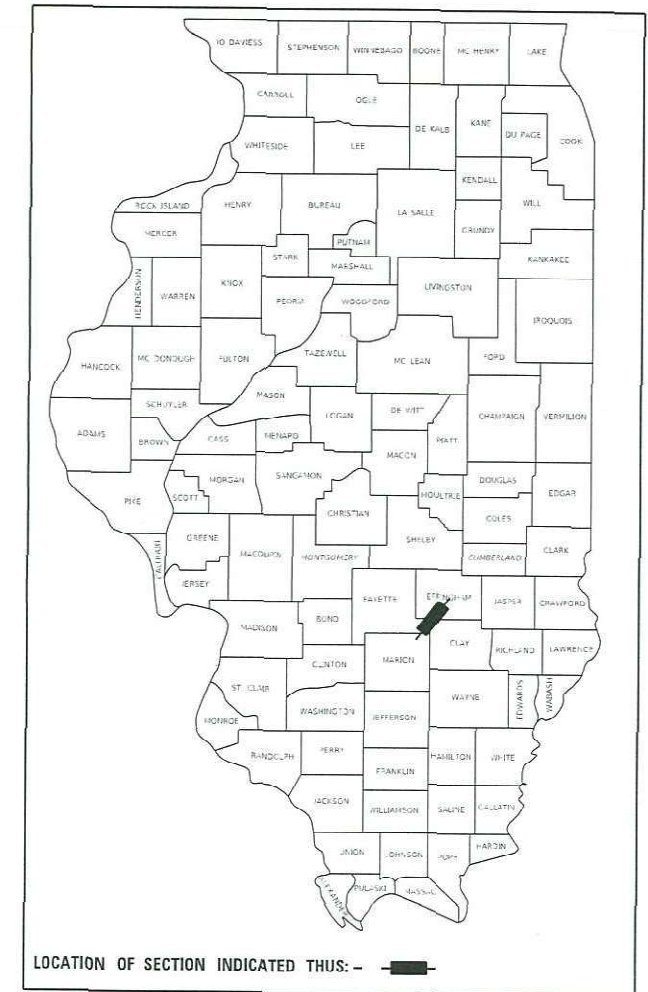 JO DAVIESS STEPHENSON WINNEBAGO BOONE MC HENRY LAKE
CARROLL OGLE
DE KALB KANE DU PAGE COOK
WHITESIDE LEE
KENDALL
ROCK ISLAND HENRY BUREAU LA SALLE WILL
MERCER GRUNDY
PUTNAM
STARK MARSHALL KANKAKEE
HENDERSON WARREN KNOX PEORIA WOODFORD LIVINGSTON
IROQUOIS
HANCOCK MC DONOUGH FULTON TAZEWELL MC LEAN FORD
MASON
SCHUYLER LOGAN DE WITT CHAMPAIGN VERMILION
ADAMS BROWN CASS MENARD PIATT
MACON
MORGAN SANGAMON DOUGLAS
PIKE SCOTT MOULTRIE EDGAR
CHRISTIAN COLES
GREENE MACOUPIN MONTGOMERY SHELBY
CALHOUN CUMBERLAND CLARK
JERSEY
FAYETTE EFFINGHAM JASPER CRAWFORD
MADISON BOND
CLAY RICHLAND LAWRENCE
CLINTON MARION
ST. CLAIR WAYNE EDWARDS WABASH
MONROE WASHINGTON JEFFERSON
RANDOLPH PERRY HAMILTON WHITE
FRANKLIN
JACKSON WILLIAMSON SALINE GALLATIN
UNION JOHNSON POPE HARDIN
ALEXANDER PULASKI MASSAC
LOCATION OF SECTION INDICATED THUS: –